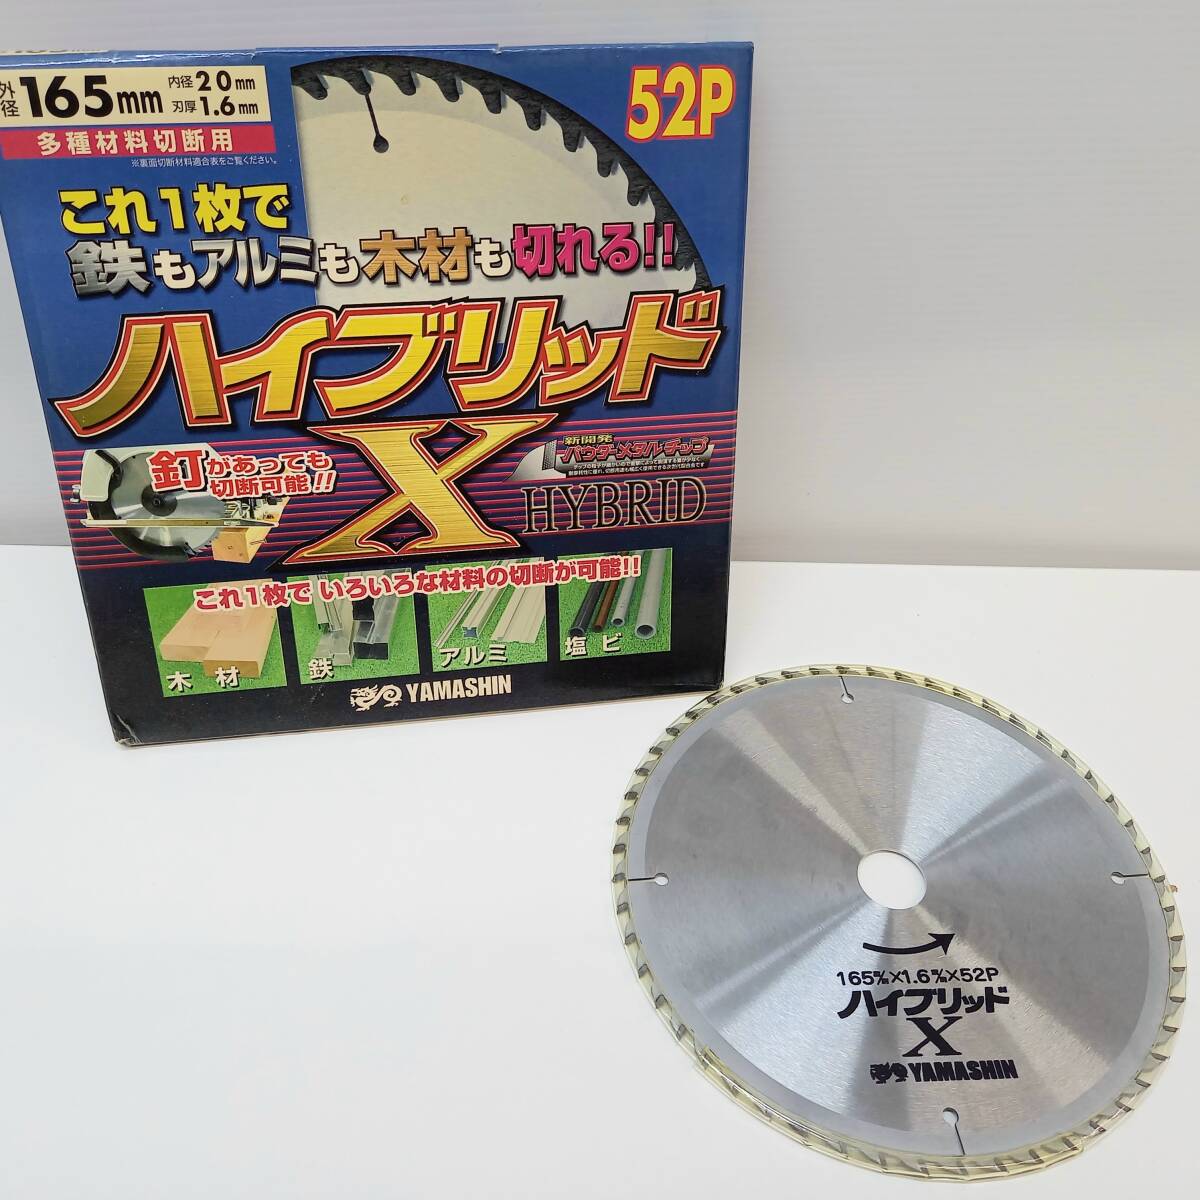 外径 165mm
内径 20mm
刃厚 1.6mm
多種材料切断用
※裏面切断材料適合表をご覧ください。
52P
これ1枚で
鉄もアルミも木材も切れる!!
ハイブリッド
X
新開発
パウダーメタルチップ
HYBRID
釘があっても
切断可能!!
これ1枚で いろいろな材料の切断が可能!!
木材
鉄
アルミ
塩ビ
YAMASHIN
165㎜×1.6㎜×52P
ハイブリッド
X
YAMASHIN